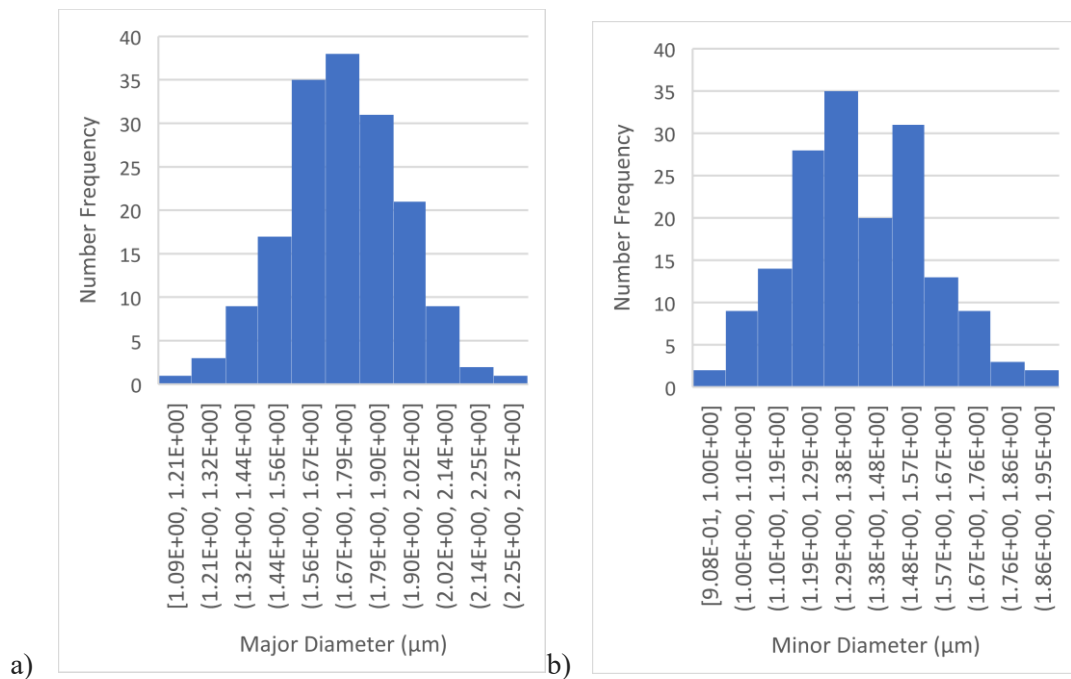 40
35
30
25
20
15
10
5
0
Number Frequency
[1.09E+00, 1.21E+00]
(1.21E+00, 1.32E+00]
(1.32E+00, 1.44E+00]
(1.44E+00, 1.56E+00]
(1.56E+00, 1.67E+00]
(1.67E+00, 1.79E+00]
(1.79E+00, 1.90E+00]
(1.90E+00, 2.02E+00]
(2.02E+00, 2.14E+00]
(2.14E+00, 2.25E+00]
(2.25E+00, 2.37E+00]
Major Diameter (µm)
a)
40
35
30
25
20
15
10
5
0
Number Frequency
[9.08E-01, 1.00E+00]
(1.00E+00, 1.10E+00]
(1.10E+00, 1.19E+00]
(1.19E+00, 1.29E+00]
(1.29E+00, 1.38E+00]
(1.38E+00, 1.48E+00]
(1.48E+00, 1.57E+00]
(1.57E+00, 1.67E+00]
(1.67E+00, 1.76E+00]
(1.76E+00, 1.86E+00]
(1.86E+00, 1.95E+00]
Minor Diameter (µm)
b)